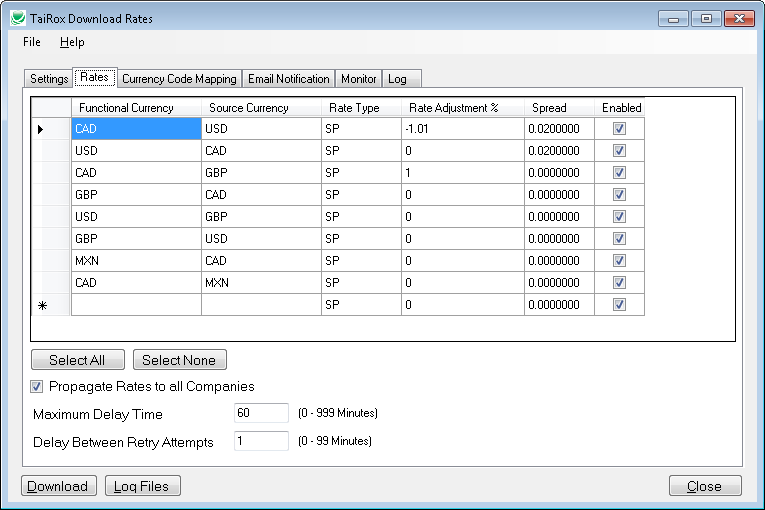 TaiRox Download Rates
File Help
Settings Rates Currency Code Mapping Email Notification Monitor Log
Functional Currency Source Currency Rate Type Rate Adjustment % Spread Enabled
CAD USD SP -1.01 0.0200000
USD CAD SP 0 0.0200000
CAD GBP SP 1 0.0000000
GBP CAD SP 0 0.0000000
USD GBP SP 0 0.0000000
GBP USD SP 0 0.0000000
MXN CAD SP 0 0.0000000
CAD MXN SP 0 0.0000000
SP 0 0.0000000
Select All Select None
Propagate Rates to all Companies
Maximum Delay Time 60 (0 - 999 Minutes)
Delay Between Retry Attempts 1 (0 - 99 Minutes)
Download Log Files Close